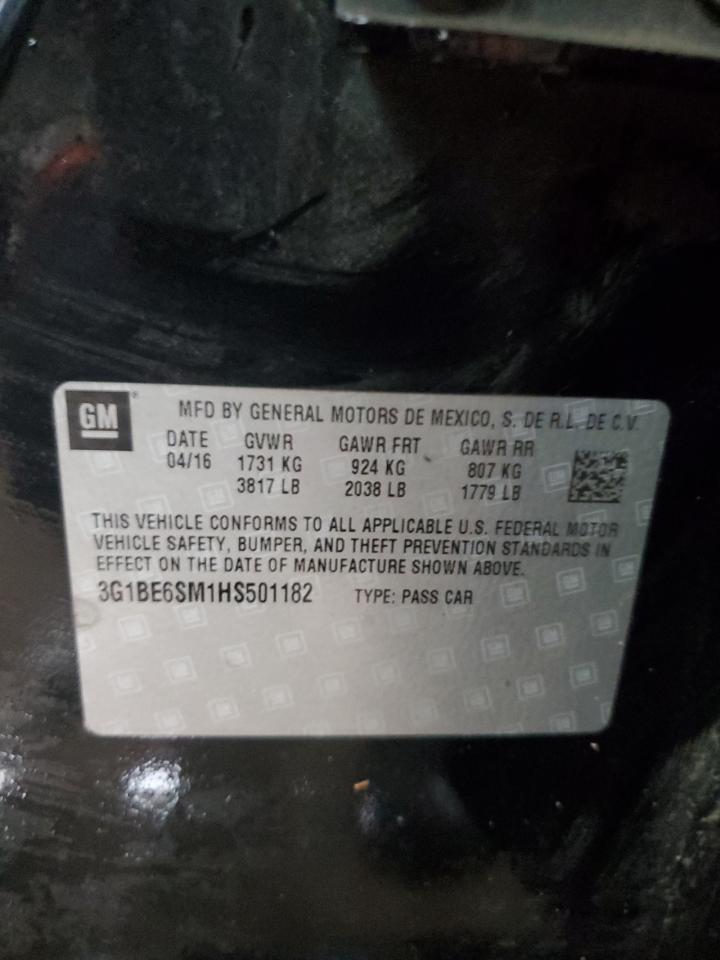 GM
MFD BY GENERAL MOTORS DE MEXICO, S. DE R.L. DE C.V.
DATE GVWR GAWR FRT GAWR RR
04/16 1731 KG 924 KG 807 KG
3817 LB 2038 LB 1779 LB
THIS VEHICLE CONFORMS TO ALL APPLICABLE U.S. FEDERAL MOTOR
VEHICLE SAFETY, BUMPER, AND THEFT PREVENTION STANDARDS IN
EFFECT ON THE DATE OF MANUFACTURE SHOWN ABOVE.
3G1BE6SM1HS501182 TYPE: PASS CAR